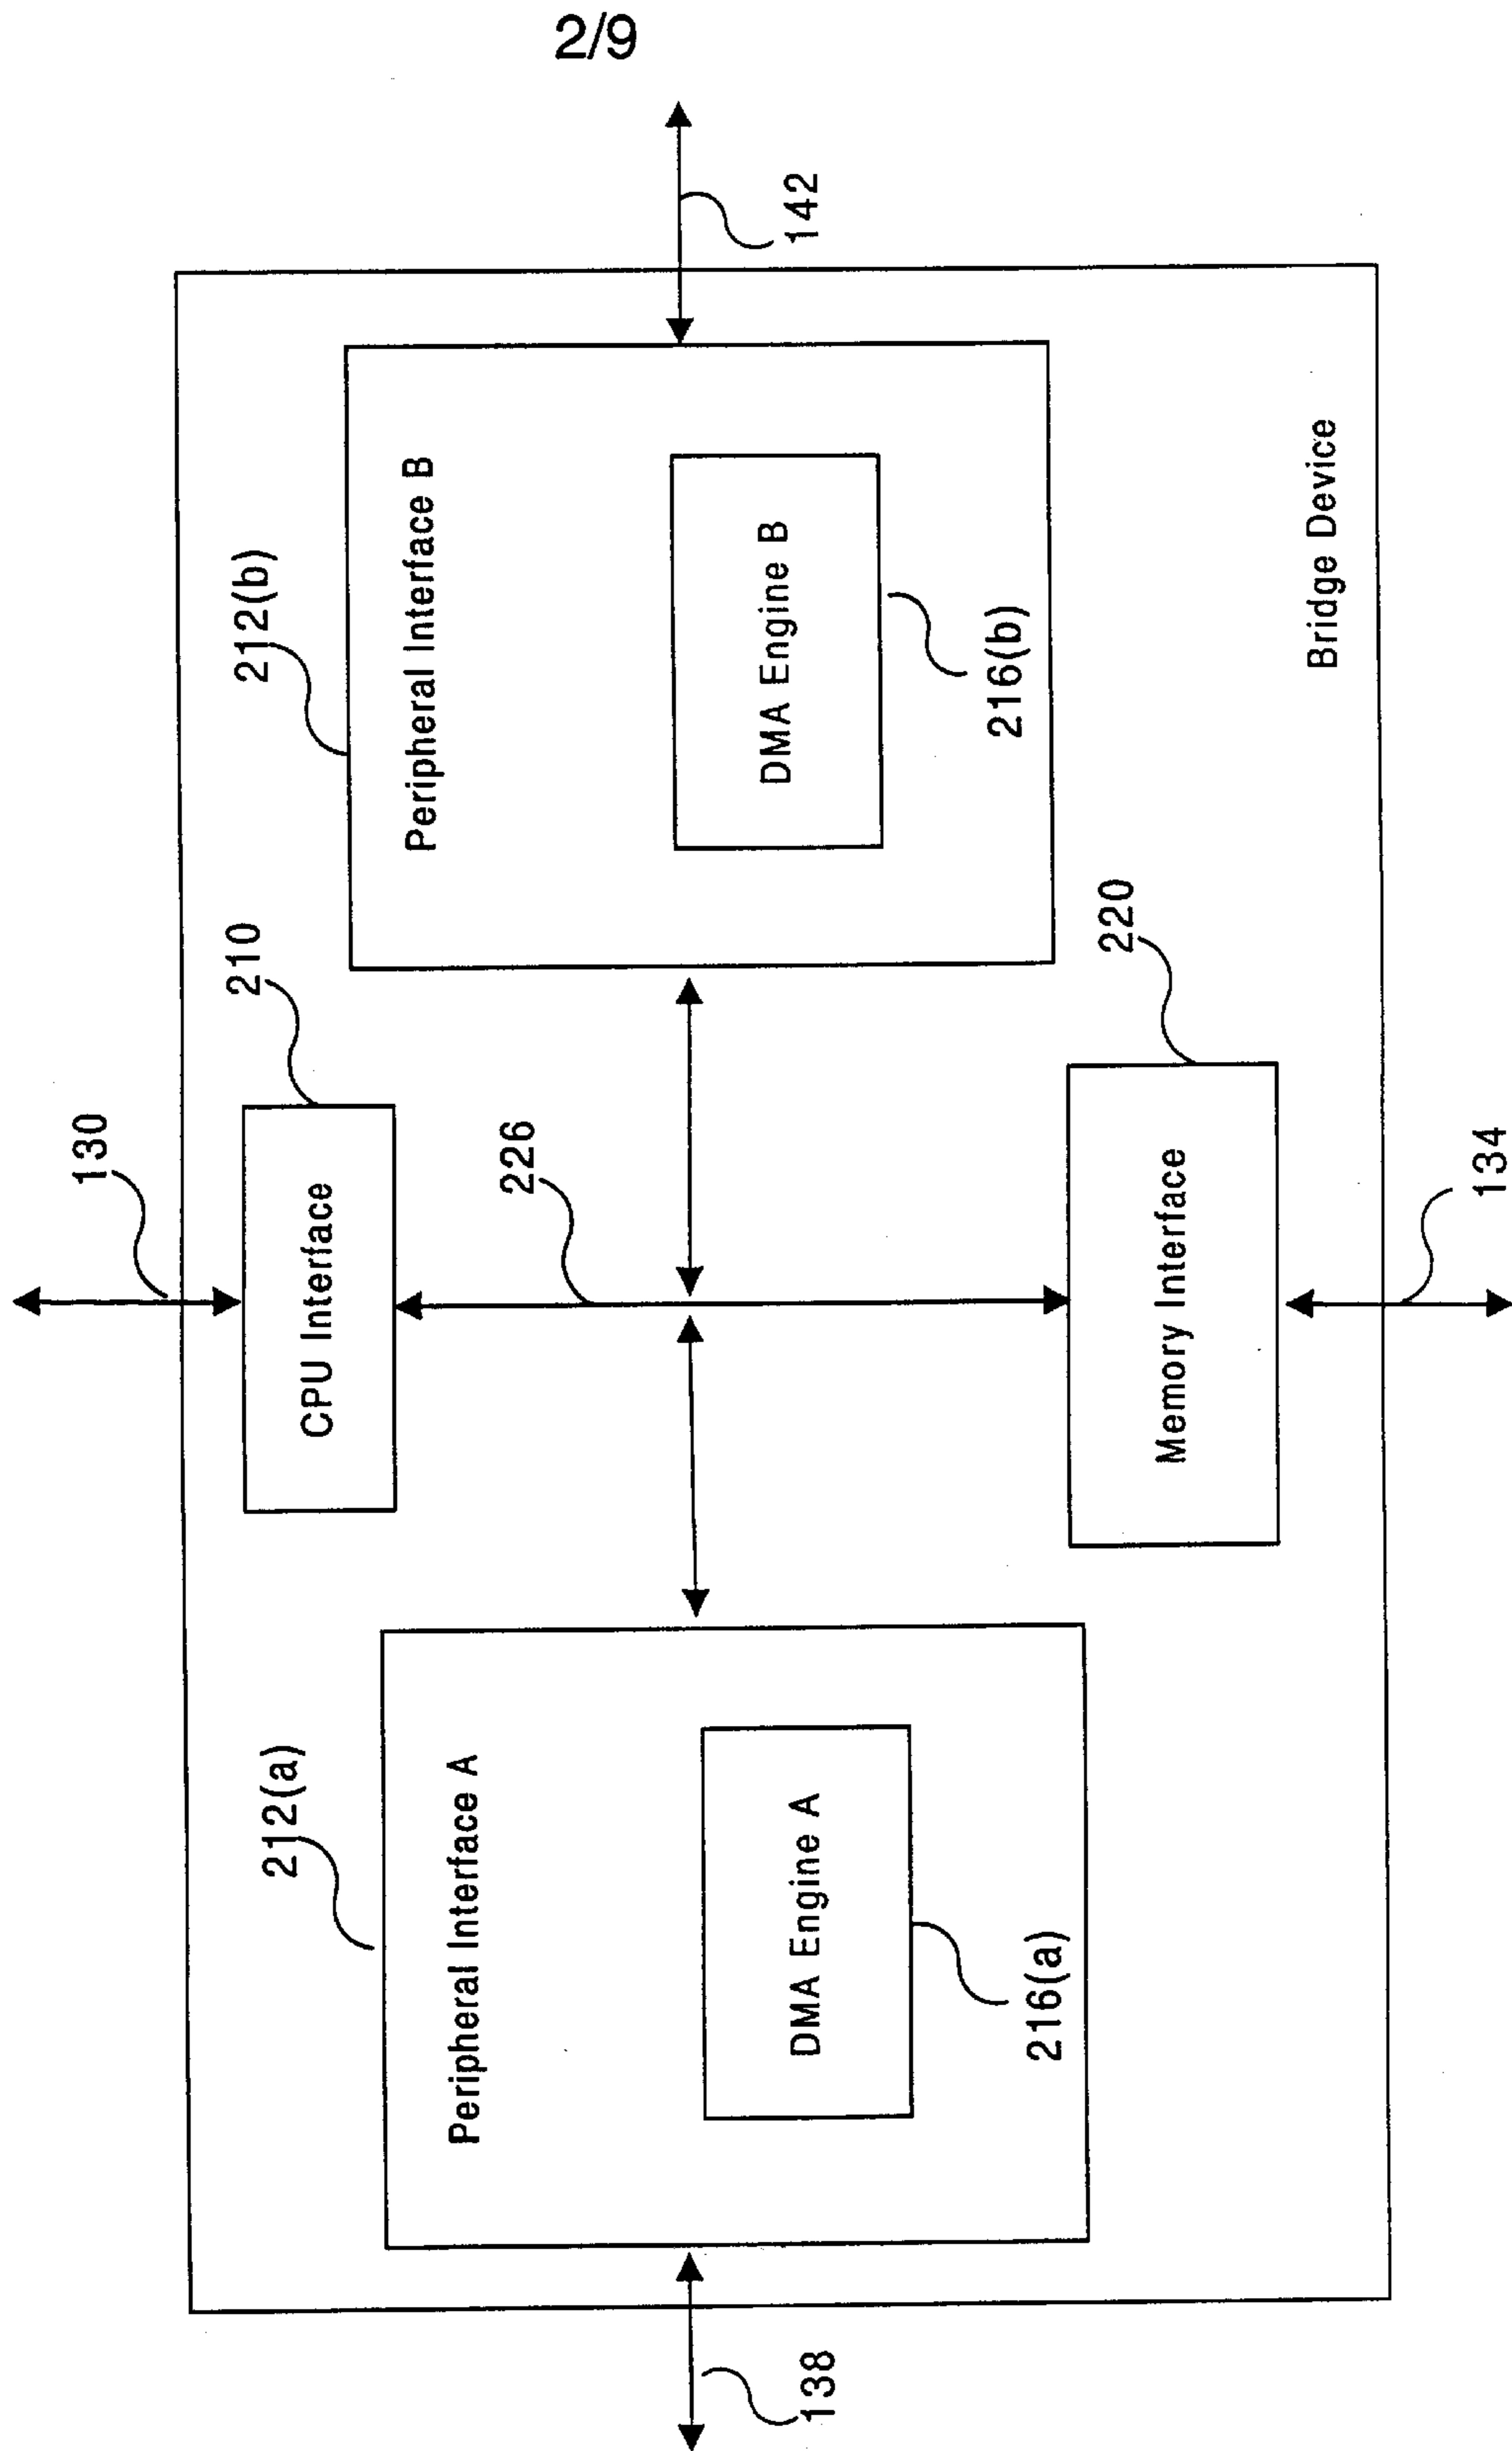 2/9
130
210
CPU Interface
212(a)
212(b)
Peripheral Interface A
Peripheral Interface B
226
138
142
DMA Engine A
DMA Engine B
216(a)
216(b)
220
Memory Interface
Bridge Device
134